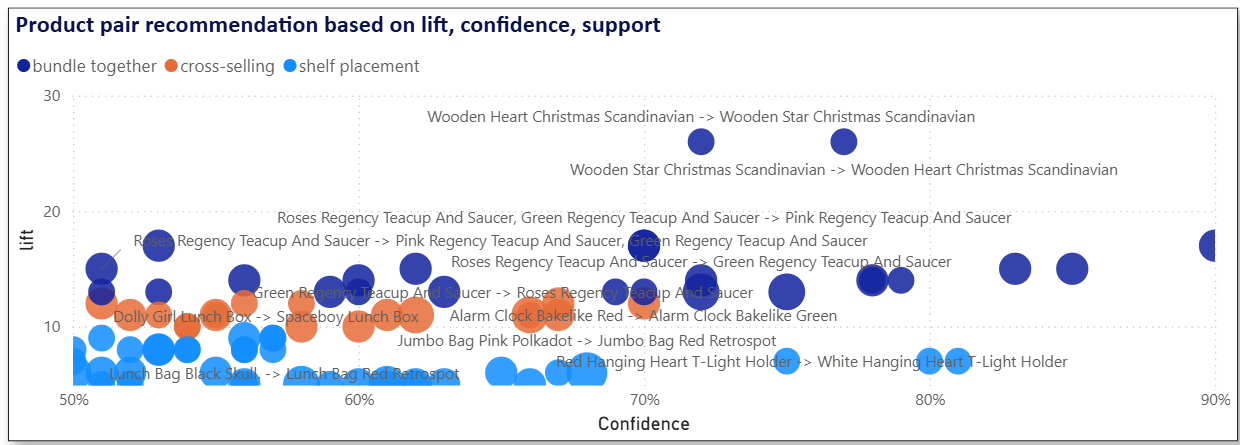 Product pair recommendation based on lift, confidence, support
bundle together cross-selling shelf placement
30
Wooden Heart Christmas Scandinavian -> Wooden Star Christmas Scandinavian
Wooden Star Christmas Scandinavian -> Wooden Heart Christmas Scandinavian
20
Roses Regency Teacup And Saucer, Green Regency Teacup And Saucer -> Pink Regency Teacup And Saucer
Roses Regency Teacup And Saucer -> Pink Regency Teacup And Saucer, Green Regency Teacup And Saucer
lift
Roses Regency Teacup And Saucer -> Green Regency Teacup And Saucer
Green Regency Teacup And Saucer -> Roses Regency Teacup And Saucer
Dolly Girl Lunch Box -> Spaceboy Lunch Box
Alarm Clock Bakelike Red -> Alarm Clock Bakelike Green
10
Jumbo Bag Pink Polkadot -> Jumbo Bag Red Retrospot
Red Hanging Heart T-Light Holder -> White Hanging Heart T-Light Holder
Lunch Bag Black Skull. -> Lunch Bag Red Retrospot
50% 60% 70% 80% 90%
Confidence